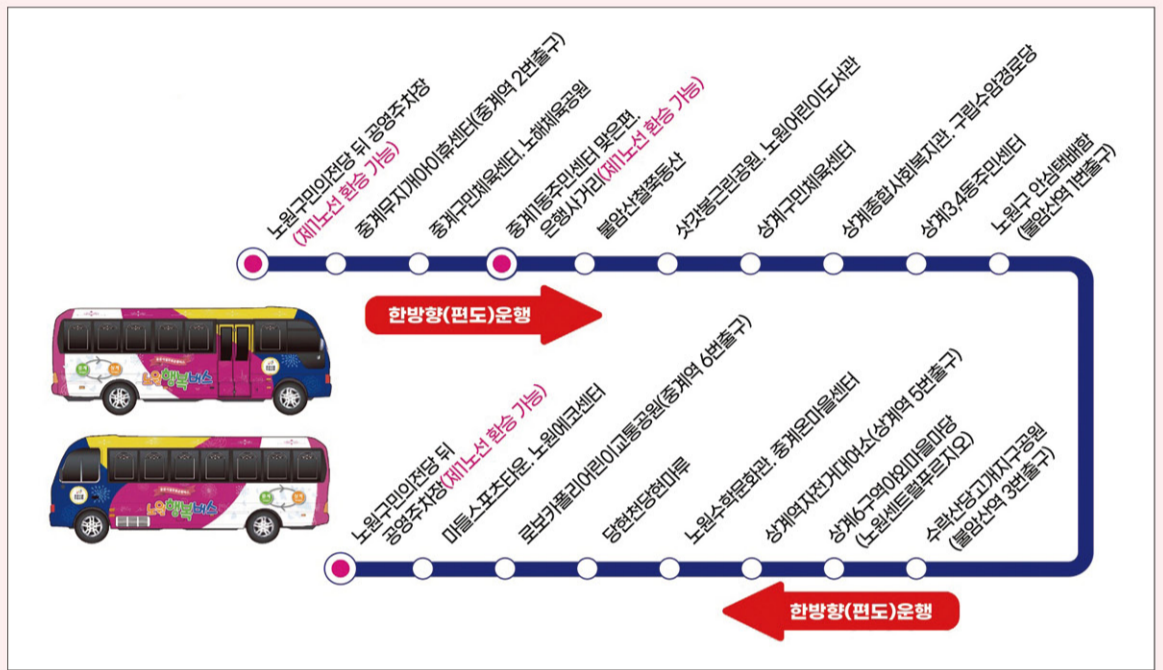 노원구민의전당 뒤 공영주차장
(제1노선 환승 가능)
중계무지개아이휴센터(중계역 2번출구)
중계구민체육센터, 노해체육공원
중계1동주민센터 맞은편,
은행사거리(제1노선 환승 가능)
불암산철쭉동산
삿갓봉근린공원, 노원어린이도서관
상계구민체육센터
상계종합사회복지관, 구립수암경로당
상계3,4동주민센터
노원구 안심택배함
(불암산역 1번출구)
한방향(편도)운행
노원행복버스
노원행복버스
노원구민의전당 뒤
공영주차장(제1노선 환승 가능)
마들스포츠타운, 노원에코센터
로보카폴리어린이교통공원(중계역 6번출구)
당현천당현마루
노원수학문화관, 중계온마을센터
상계역자전거대여소(상계역 5번출구)
상계6구역야외마을마당
(노원센트럴푸르지오)
수락산당고개지구공원
(불암산역 3번출구)
한방향(편도)운행